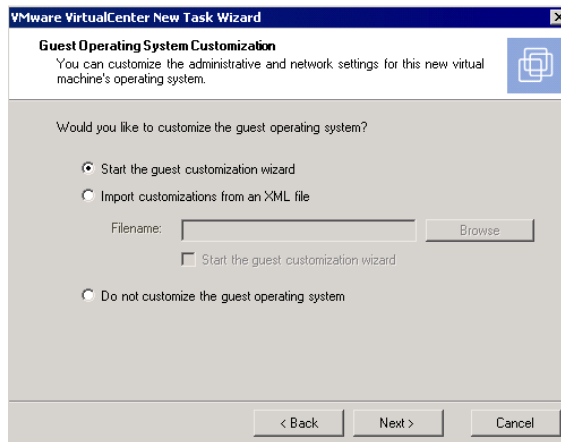 VMware VirtualCenter New Task Wizard
Guest Operating System Customization
You can customize the administrative and network settings for this new virtual
machine's operating system.
Would you like to customize the guest operating system?
Start the guest customization wizard
Import customizations from an XML file
Filename:
Browse
Start the guest customization wizard
Do not customize the guest operating system
< Back
Next >
Cancel